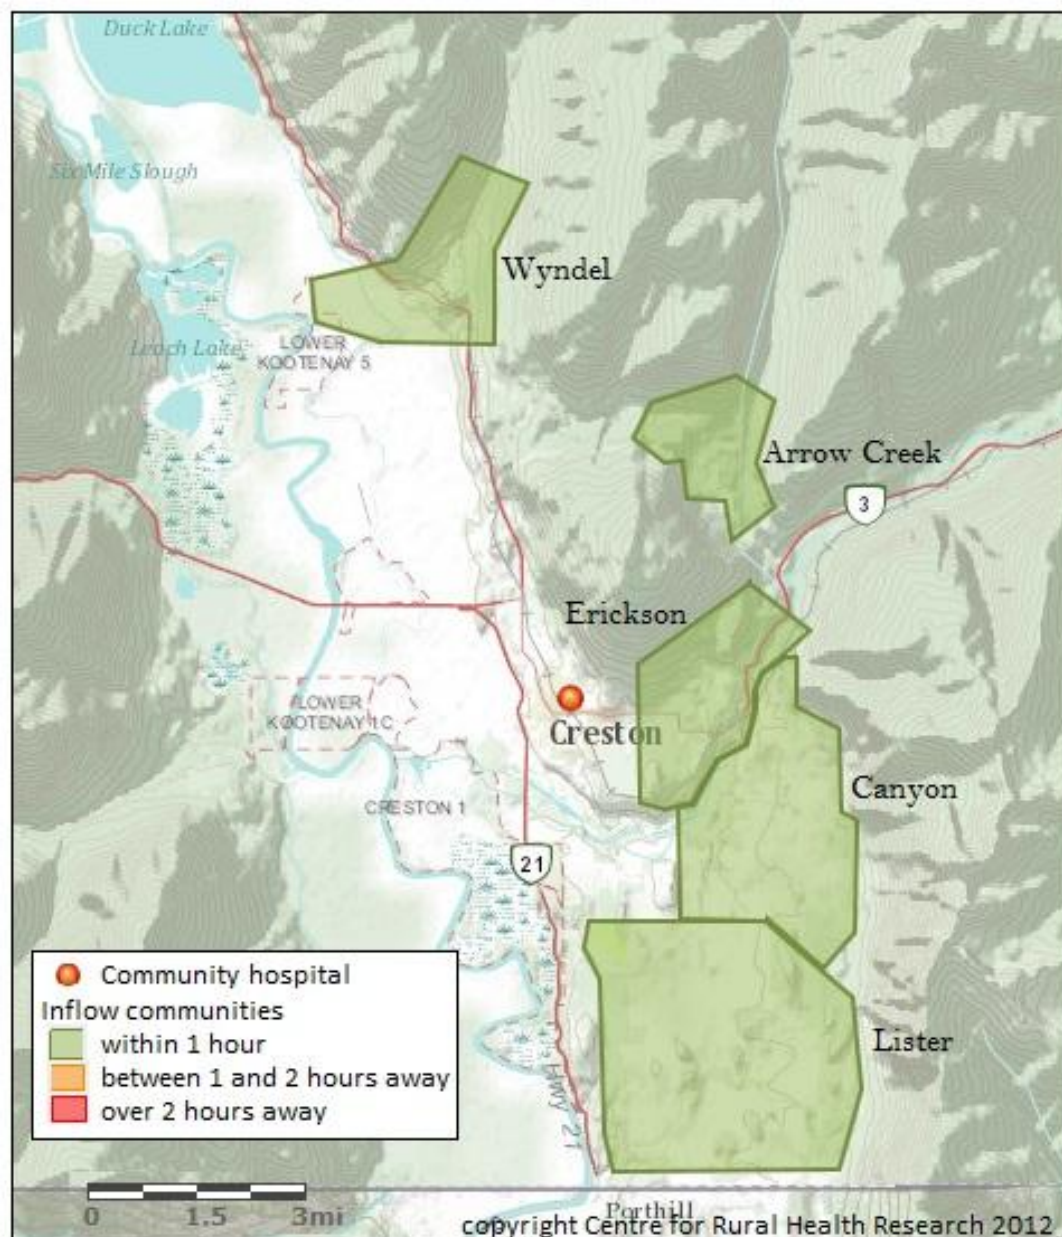 Duck Lake
Six Mile Slough
Wyndel
Leach Lake
LOWER
KOOTENAY 5
Arrow Creek
3
Erickson
LOWER
KOOTENAY 1C
Creston
CRESTON 1
Canyon
21
Community hospital
Inflow communities
within 1 hour
between 1 and 2 hours away
over 2 hours away
Lister
Hwy 21
0 1.5 3mi
Porthill
copyright Centre for Rural Health Research 2012